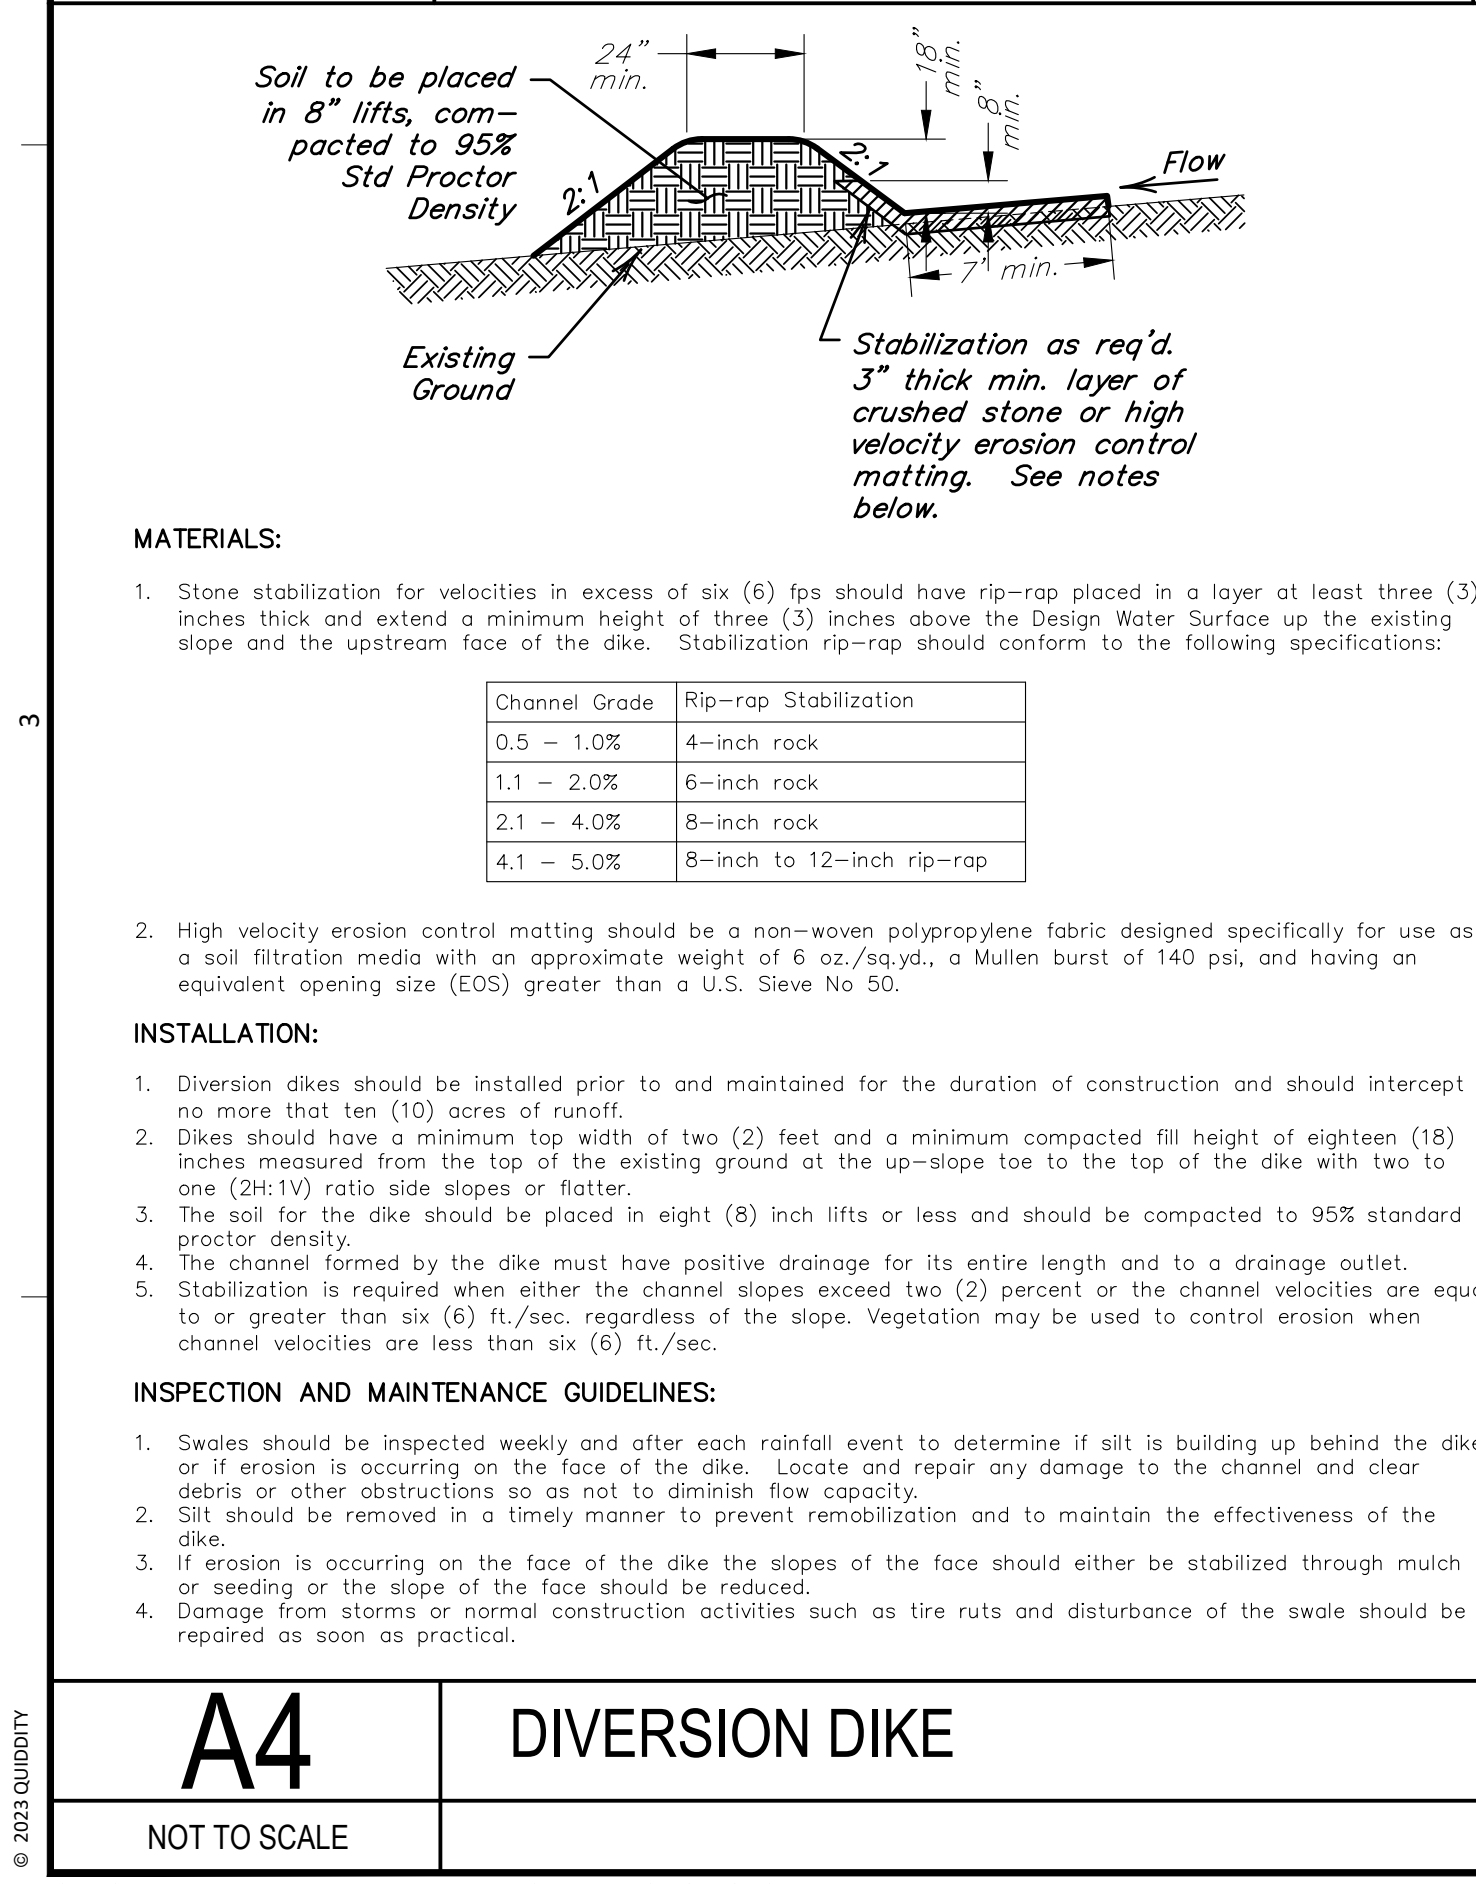 24"
min.
18"
min.
8"
min.
Soil to be placed
in 8" lifts, com–
pacted to 95%
Std Proctor
Density
2:1
2:1
Flow
7' min.
Existing
Ground
Stabilization as req'd.
3" thick min. layer of
crushed stone or high
velocity erosion control
matting. See notes
below.
MATERIALS:
1. Stone stabilization for velocities in excess of six (6) fps should have rip–rap placed in a layer at least three (3)
inches thick and extend a minimum height of three (3) inches above the Design Water Surface up the existing
slope and the upstream face of the dike. Stabilization rip–rap should conform to the following specifications:
Channel Grade Rip–rap Stabilization
0.5 – 1.0% 4–inch rock
1.1 – 2.0% 6–inch rock
2.1 – 4.0% 8–inch rock
4.1 – 5.0% 8–inch to 12–inch rip–rap
2. High velocity erosion control matting should be a non–woven polypropylene fabric designed specifically for use as
a soil filtration media with an approximate weight of 6 oz./sq.yd., a Mullen burst of 140 psi, and having an
equivalent opening size (EOS) greater than a U.S. Sieve No 50.
INSTALLATION:
1. Diversion dikes should be installed prior to and maintained for the duration of construction and should intercept
no more that ten (10) acres of runoff.
2. Dikes should have a minimum top width of two (2) feet and a minimum compacted fill height of eighteen (18)
inches measured from the top of the existing ground at the up–slope toe to the top of the dike with two to
one (2H:1V) ratio side slopes or flatter.
3. The soil for the dike should be placed in eight (8) inch lifts or less and should be compacted to 95% standard
proctor density.
4. The channel formed by the dike must have positive drainage for its entire length and to a drainage outlet.
5. Stabilization is required when either the channel slopes exceed two (2) percent or the channel velocities are equa
to or greater than six (6) ft./sec. regardless of the slope. Vegetation may be used to control erosion when
channel velocities are less than six (6) ft./sec.
INSPECTION AND MAINTENANCE GUIDELINES:
1. Swales should be inspected weekly and after each rainfall event to determine if silt is building up behind the dike
or if erosion is occurring on the face of the dike. Locate and repair any damage to the channel and clear
debris or other obstructions so as not to diminish flow capacity.
2. Silt should be removed in a timely manner to prevent remobilization and to maintain the effectiveness of the
dike.
3. If erosion is occurring on the face of the dike the slopes of the face should either be stabilized through mulch
or seeding or the slope of the face should be reduced.
4. Damage from storms or normal construction activities such as tire ruts and disturbance of the swale should be
repaired as soon as practical.
A4
DIVERSION DIKE
NOT TO SCALE
3
© 2023 QUIDDITY